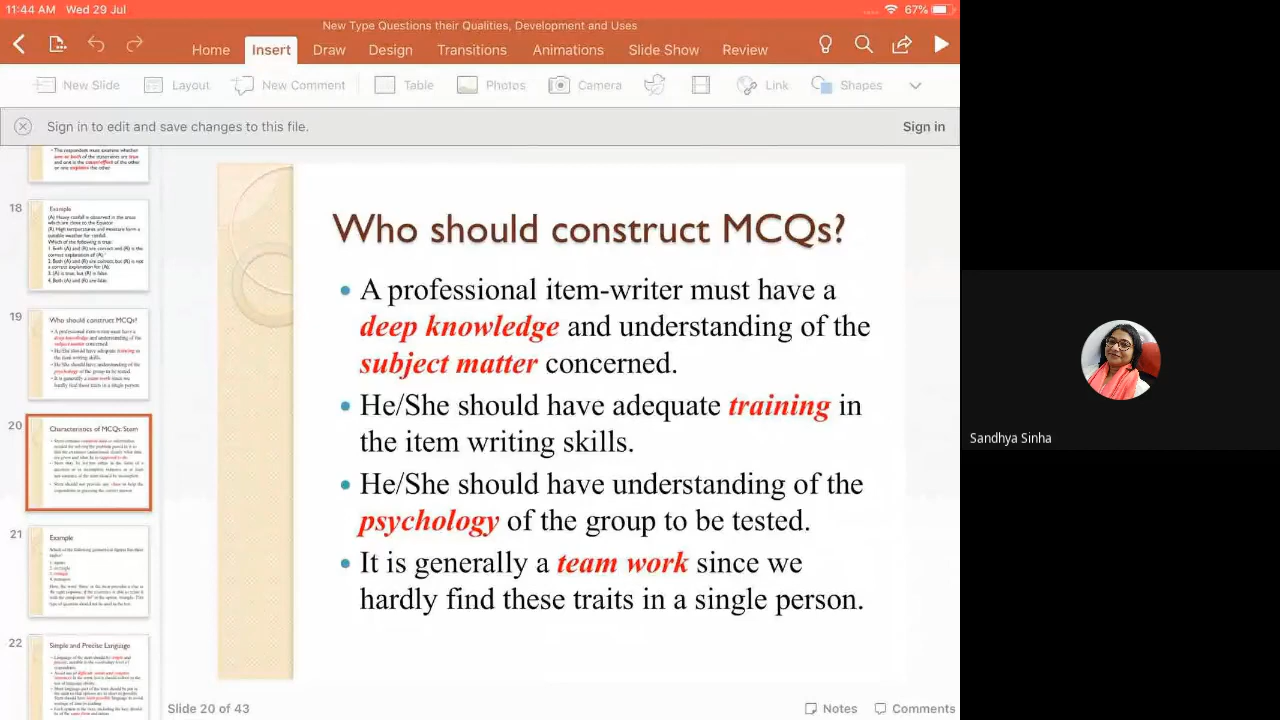 11:44 AM Wed 29 Jul
67%
New Type Questions their Qualities, Development and Uses
Home Insert Draw Design Transitions Animations Slide Show Review
New Slide Layout New Comment Table Photos Camera Link Shapes
Sign in to edit and save changes to this file.
Sign in
18
Example
19
Who should construct MCQs?
20
Characteristics of MCQs: Stem
21
Example
22
Simple and Precise Language
Who should construct MCQs?
• A professional item-writer must have a
deep knowledge and understanding of the
subject matter concerned.
• He/She should have adequate training in
the item writing skills.
• He/She should have understanding of the
psychology of the group to be tested.
• It is generally a team work since we
hardly find these traits in a single person.
Slide 20 of 43
Notes Comments
Sandhya Sinha